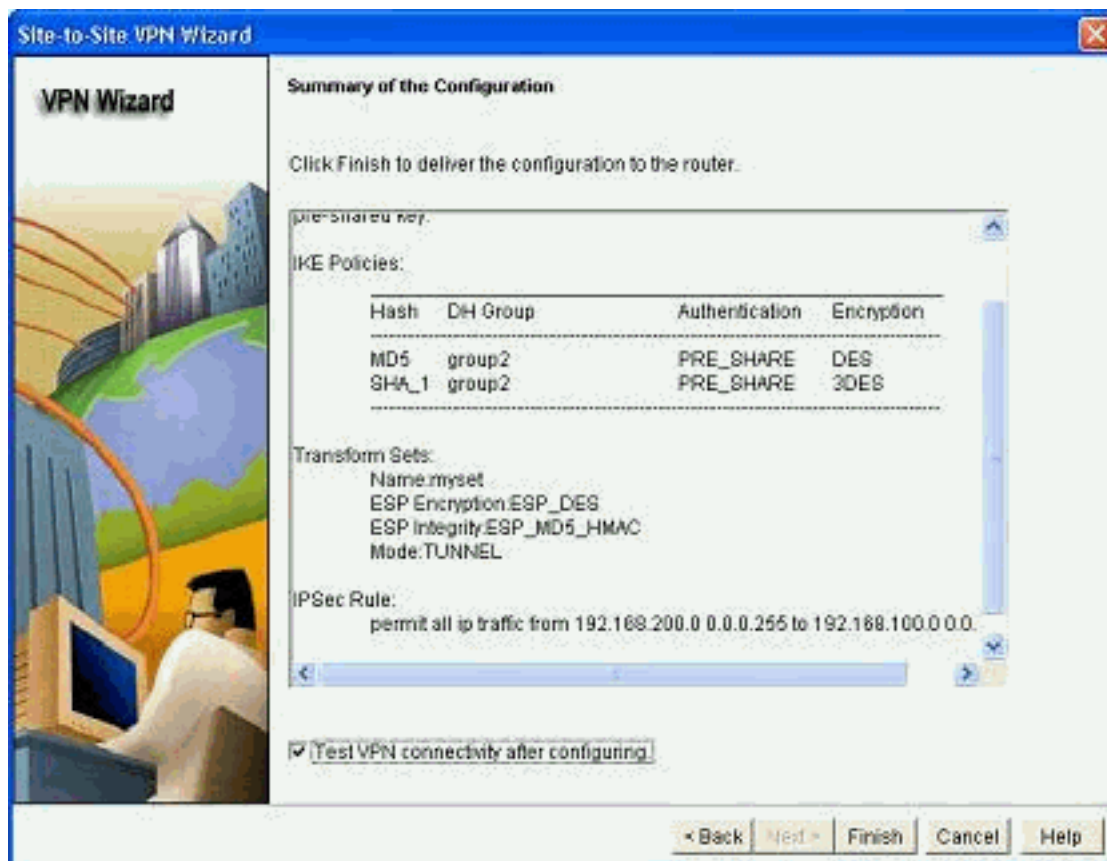 Site-to-Site VPN Wizard
VPN Wizard
Summary of the Configuration
Click Finish to deliver the configuration to the router.
pre-shared key.
IKE Policies:
Hash DH Group Authentication Encryption
MD5 group2 PRE_SHARE DES
SHA_1 group2 PRE_SHARE 3DES
Transform Sets:
Name:myset
ESP Encryption:ESP_DES
ESP Integrity:ESP_MD5_HMAC
Mode:TUNNEL
IPSec Rule:
permit all ip traffic from 192.168.200.0 0.0.0.255 to 192.168.100.0 0.0.
Test VPN connectivity after configuring.
< Back Next > Finish Cancel Help